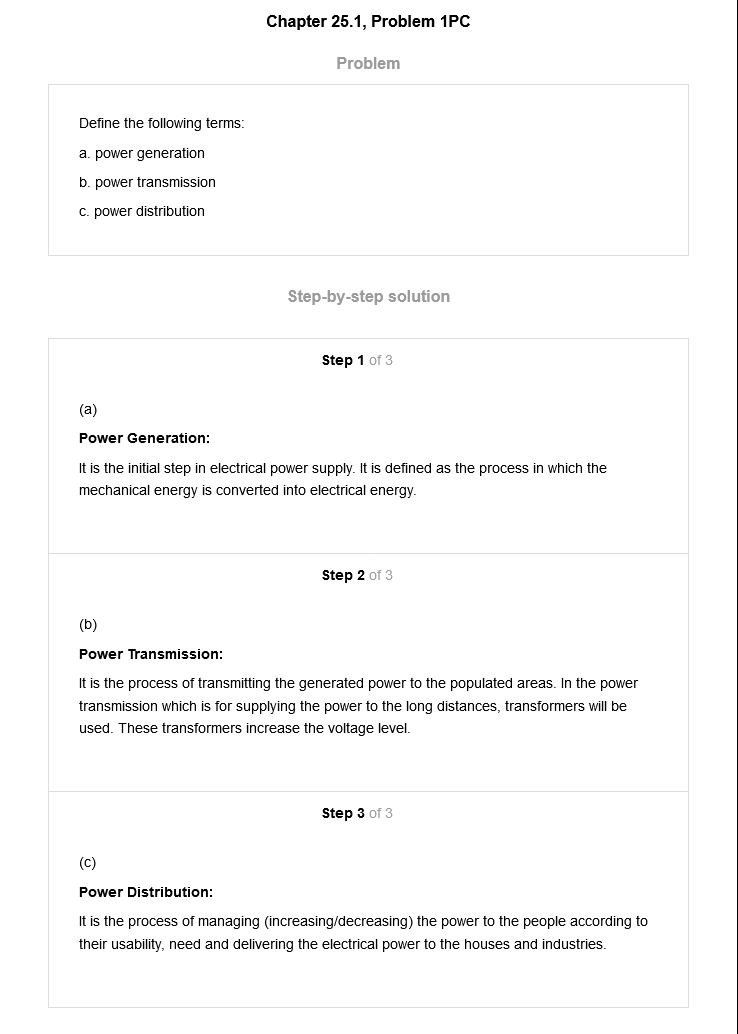 Chapter 25.1, Problem 1PC
Problem
Define the following terms:
a. power generation
b. power transmission
c. power distribution
Step-by-step solution
Step 1 of 3
(a)
Power Generation:
It is the initial step in electrical power supply. It is defined as the process in which the
mechanical energy is converted into electrical energy.
Step 2 of 3
(b)
Power Transmission:
It is the process of transmitting the generated power to the populated areas. In the power
transmission which is for supplying the power to the long distances, transformers will be
used. These transformers increase the voltage level.
Step 3 of 3
(c)
Power Distribution:
It is the process of managing (increasing/decreasing) the power to the people according to
their usability, need and delivering the electrical power to the houses and industries.